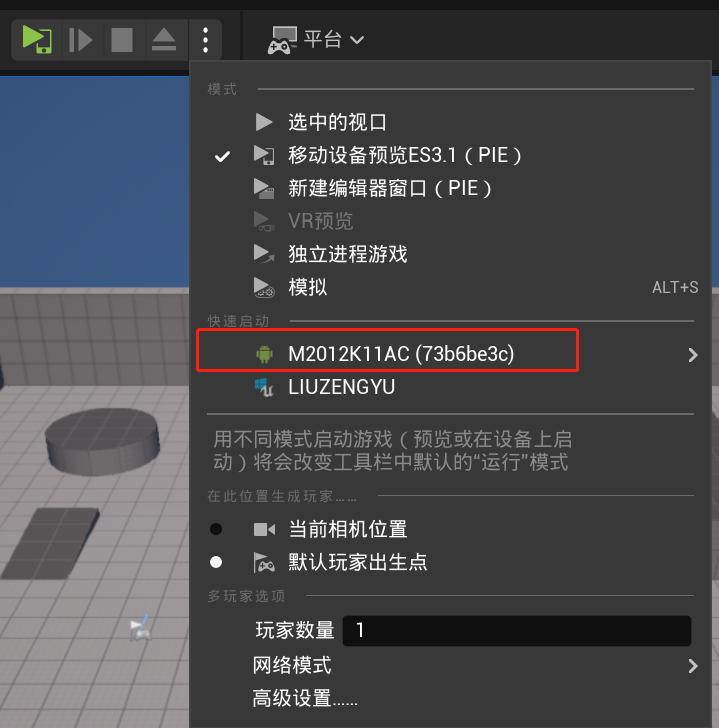 平台
模式
选中的视口
移动设备预览ES3.1（PIE）
新建编辑器窗口（PIE）
VR预览
独立进程游戏
模拟 ALT+S
快速启动
M2012K11AC (73b6be3c)
LIUZENGYU
用不同模式启动游戏（预览或在设备上启
动）将会改变工具栏中默认的“运行”模式
在此位置生成玩家……
当前相机位置
默认玩家出生点
多玩家选项
玩家数量 1
网络模式
高级设置……